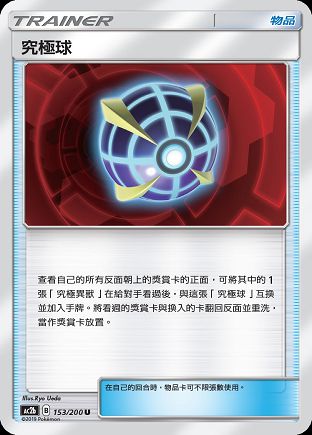 TRAINER 物品
究極球
查看自己的所有反面朝上的獎賞卡的正面，可將其中的1
張「究極異獸」在給對手看過後，與這張「究極球」互換
並加入手牌。將看過的獎賞卡與換入的卡翻回反面並重洗，
當作獎賞卡放置。
Illus.Ryo Ueda
在自己的回合時，物品卡可不限張數使用。
AC2b B 153/200 U
©2019 Pokémon